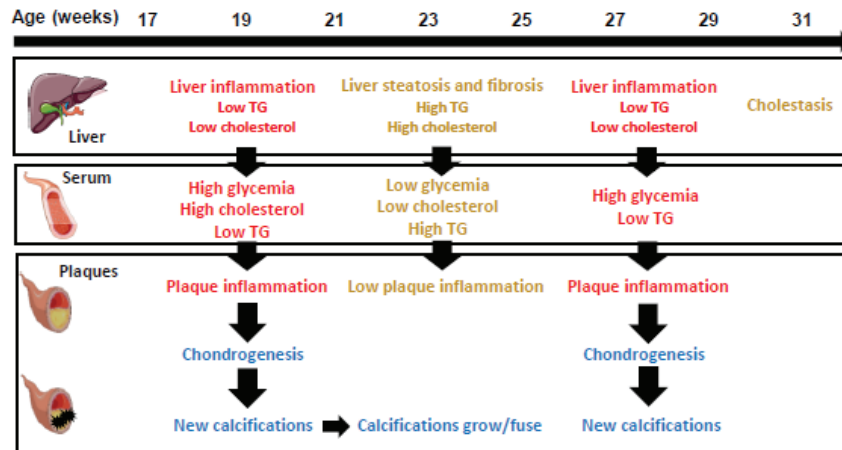 Age (weeks) 17 19 21 23 25 27 29 31
Liver inflammation Liver steatosis and fibrosis Liver inflammation
Low TG High TG Low TG
Low cholesterol High cholesterol Low cholesterol
Cholestasis
Liver
Serum
High glycemia Low glycemia High glycemia
High cholesterol Low cholesterol Low TG
Low TG High TG
Plaques
Plaque inflammation Low plaque inflammation Plaque inflammation
Chondrogenesis Chondrogenesis
New calcifications Calcifications grow/fuse New calcifications